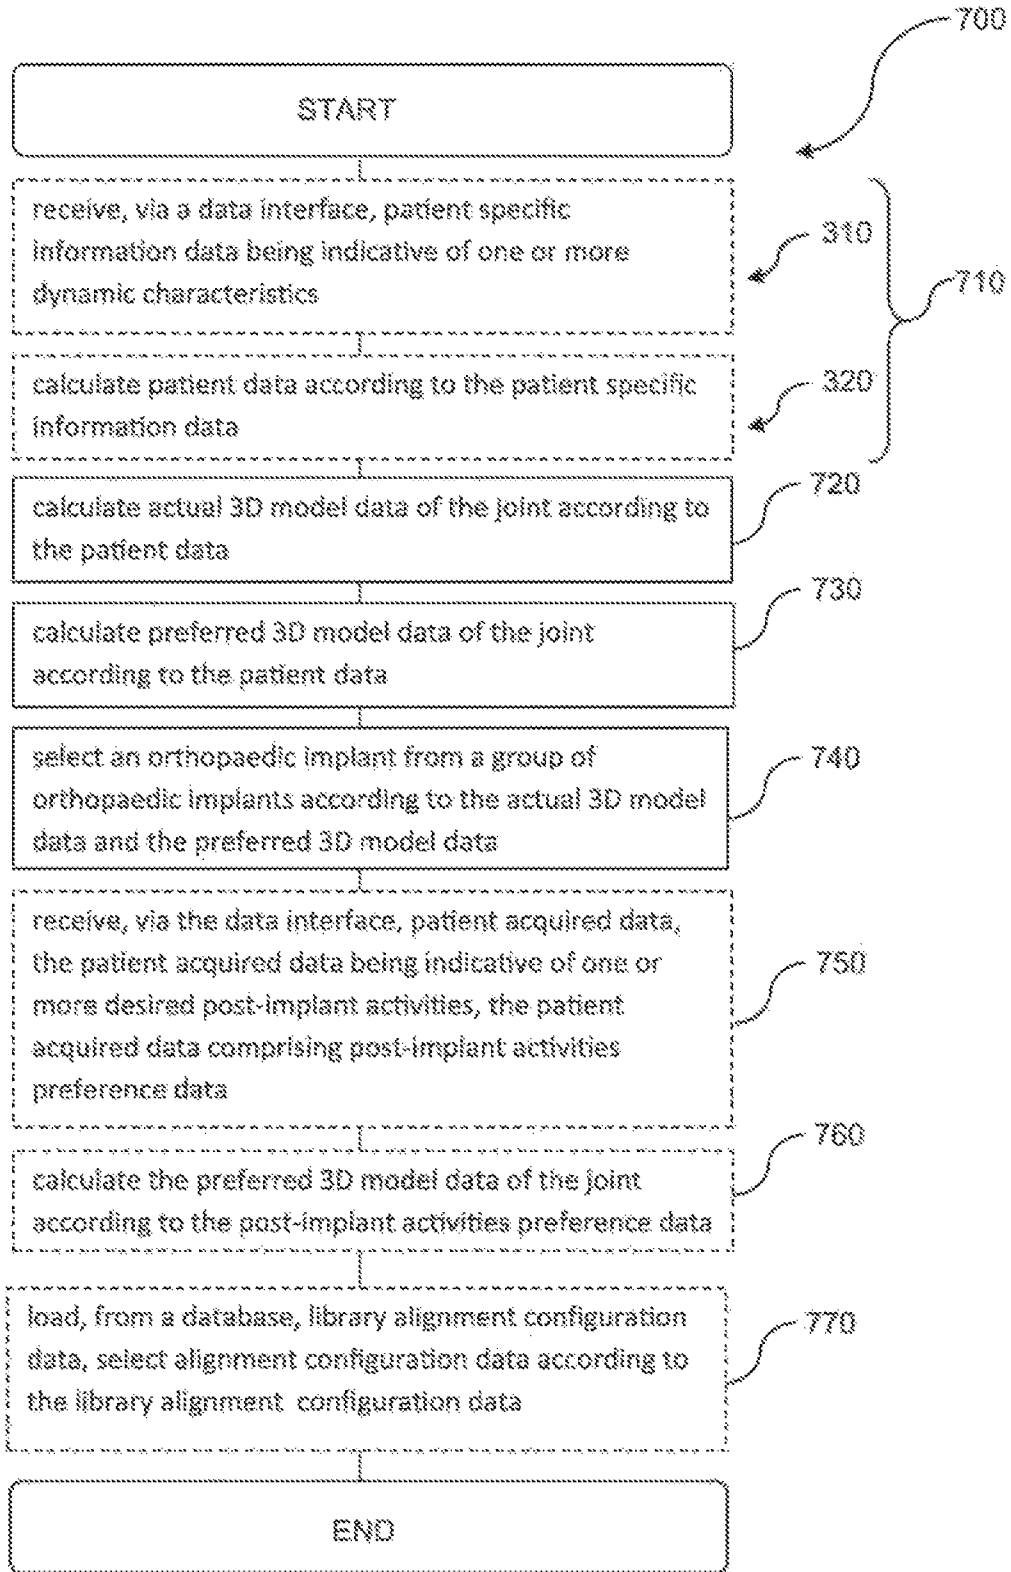 700
START
receive, via a data interface, patient specific
information data being indicative of one or more
dynamic characteristics
310
710
calculate patient data according to the patient specific
information data
320
calculate actual 3D model data of the joint according to
the patient data
720
calculate preferred 3D model data of the joint
according to the patient data
730
select an orthopaedic implant from a group of
orthopaedic implants according to the actual 3D model
data and the preferred 3D model data
740
receive, via the data interface, patient acquired data,
the patient acquired data being indicative of one or
more desired post-implant activities, the patient
acquired data comprising post-implant activities
preference data
750
calculate the preferred 3D model data of the joint
according to the post-implant activities preference data
760
load, from a database, library alignment configuration
data, select alignment configuration data according to
the library alignment configuration data
770
END